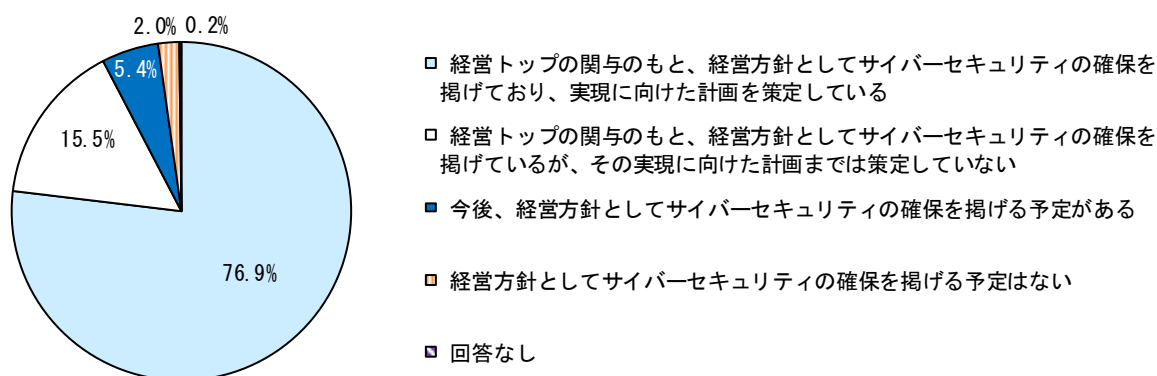 2.0% 0.2%
5.4%
15.5%
76.9%
経営トップの関与のもと、経営方針としてサイバーセキュリティの確保を
掲げており、実現に向けた計画を策定している
経営トップの関与のもと、経営方針としてサイバーセキュリティの確保を
掲げているが、その実現に向けた計画までは策定していない
今後、経営方針としてサイバーセキュリティの確保を掲げる予定がある
経営方針としてサイバーセキュリティの確保を掲げる予定はない
回答なし